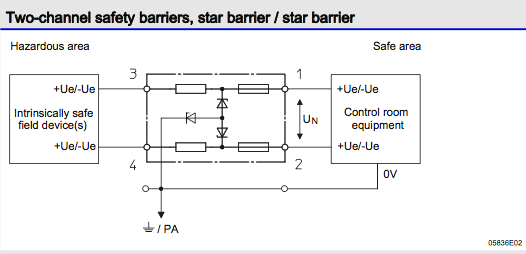 Two-channel safety barriers, star barrier / star barrier
Hazardous area
Safe area
3
1
+Ue/-Ue
+Ue/-Ue
Intrinsically safe
field device(s)
UN
Control room
equipment
+Ue/-Ue
+Ue/-Ue
4
2
0V
/ PA
05836E02